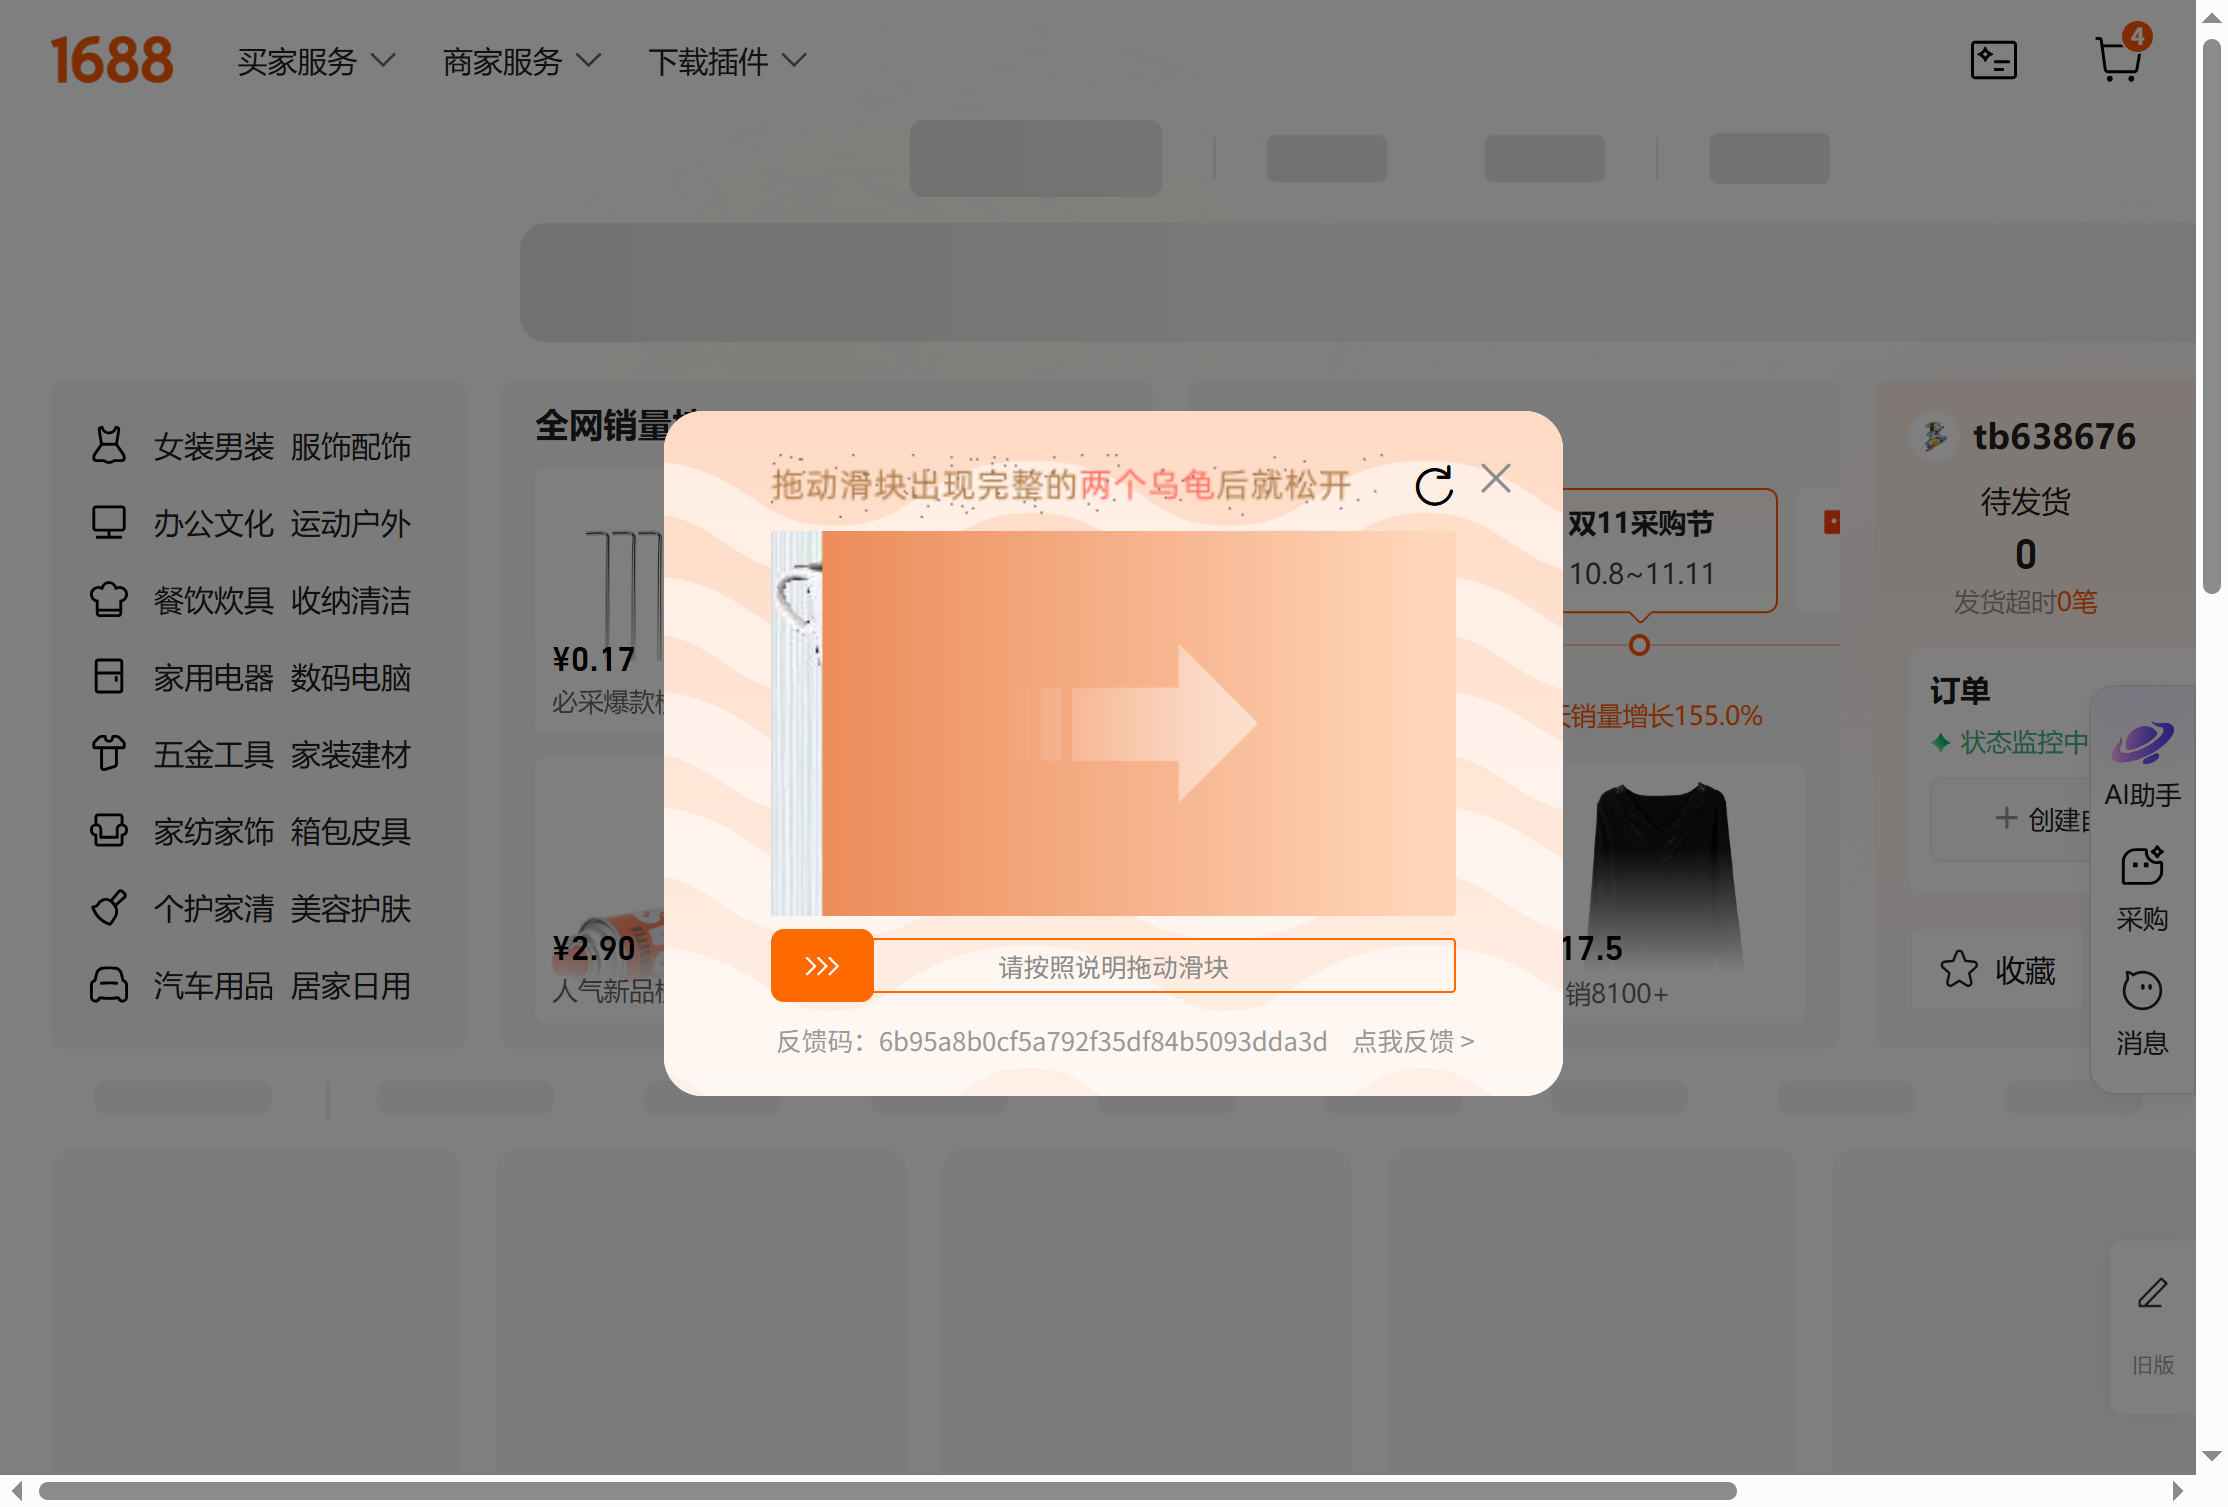 1688
买家服务
商家服务
下载插件
4
女装男装 服饰配饰
办公文化 运动户外
餐饮炊具 收纳清洁
家用电器 数码电脑
五金工具 家装建材
家纺家饰 箱包皮具
个护家清 美容护肤
汽车用品 居家日用
全网销量
¥0.17
必采爆款
¥2.90
人气新品
拖动滑块出现完整的两个乌龟后就松开
请按照说明拖动滑块
反馈码：6b95a8b0cf5a792f35df84b5093dda3d 点我反馈 >
双11采购节
10.8~11.11
销量增长155.0%
17.5
销8100+
tb638676
待发货
0
发货超时0笔
订单
状态监控中
+ 创建
收藏
AI助手
采购
消息
旧版